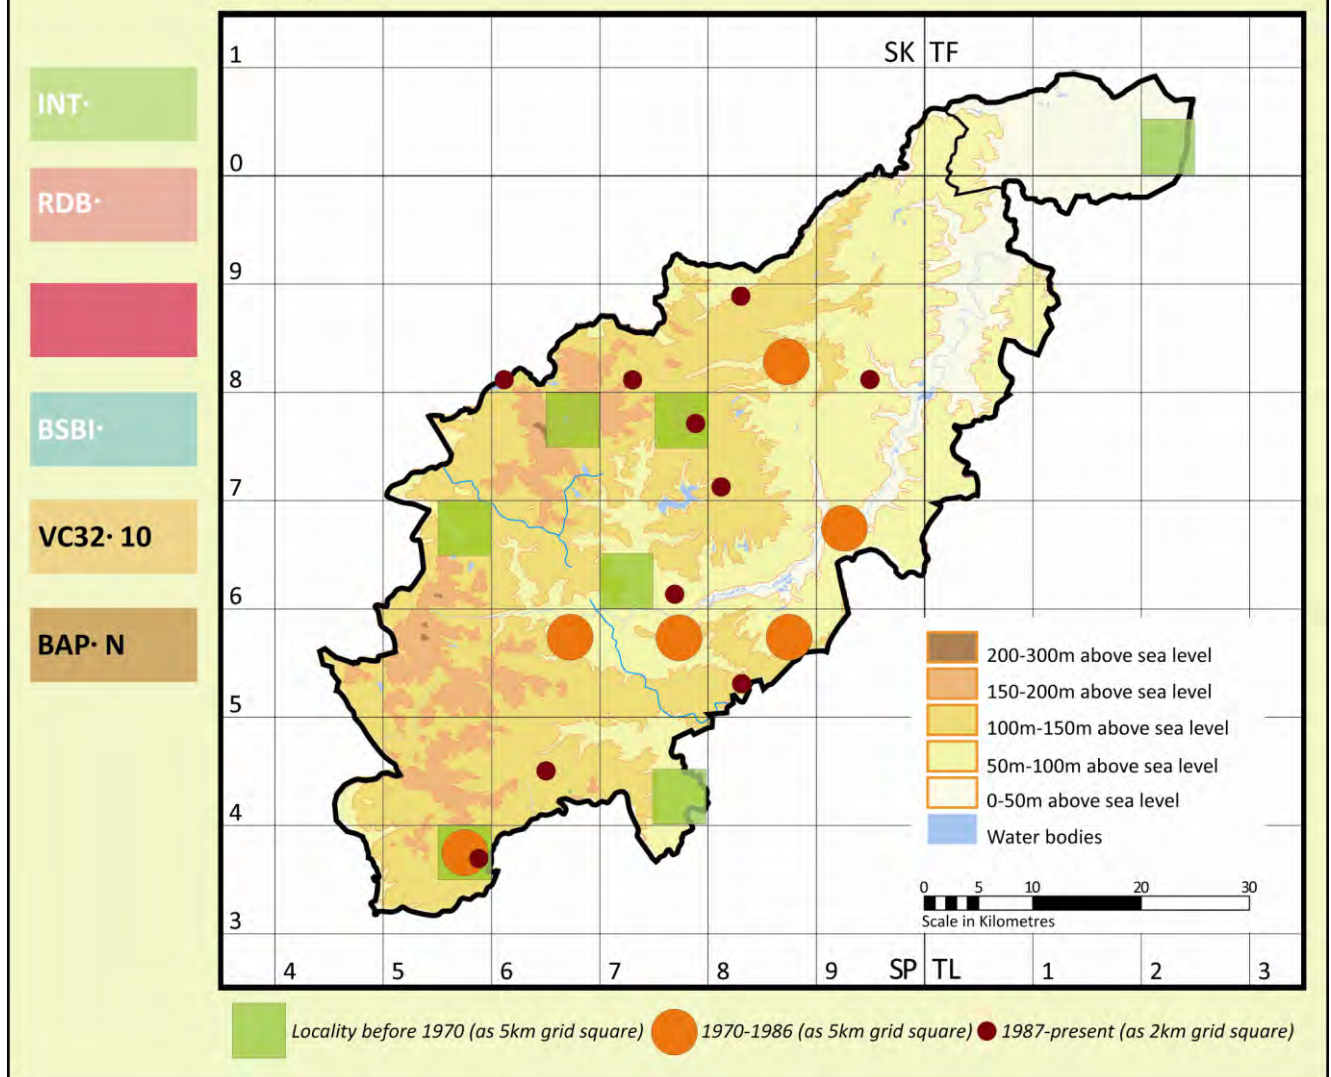 INT·
RDB·
BSBI·
VC32· 10
BAP· N
SK TF
1
0
9
8
7
6
5
4
3
4 5 6 7 8 9 SP TL 1 2 3
200-300m above sea level
150-200m above sea level
100m-150m above sea level
50m-100m above sea level
0-50m above sea level
Water bodies
0 5 10 20 30
Scale in Kilometres
Locality before 1970 (as 5km grid square) 1970-1986 (as 5km grid square) 1987-present (as 2km grid square)